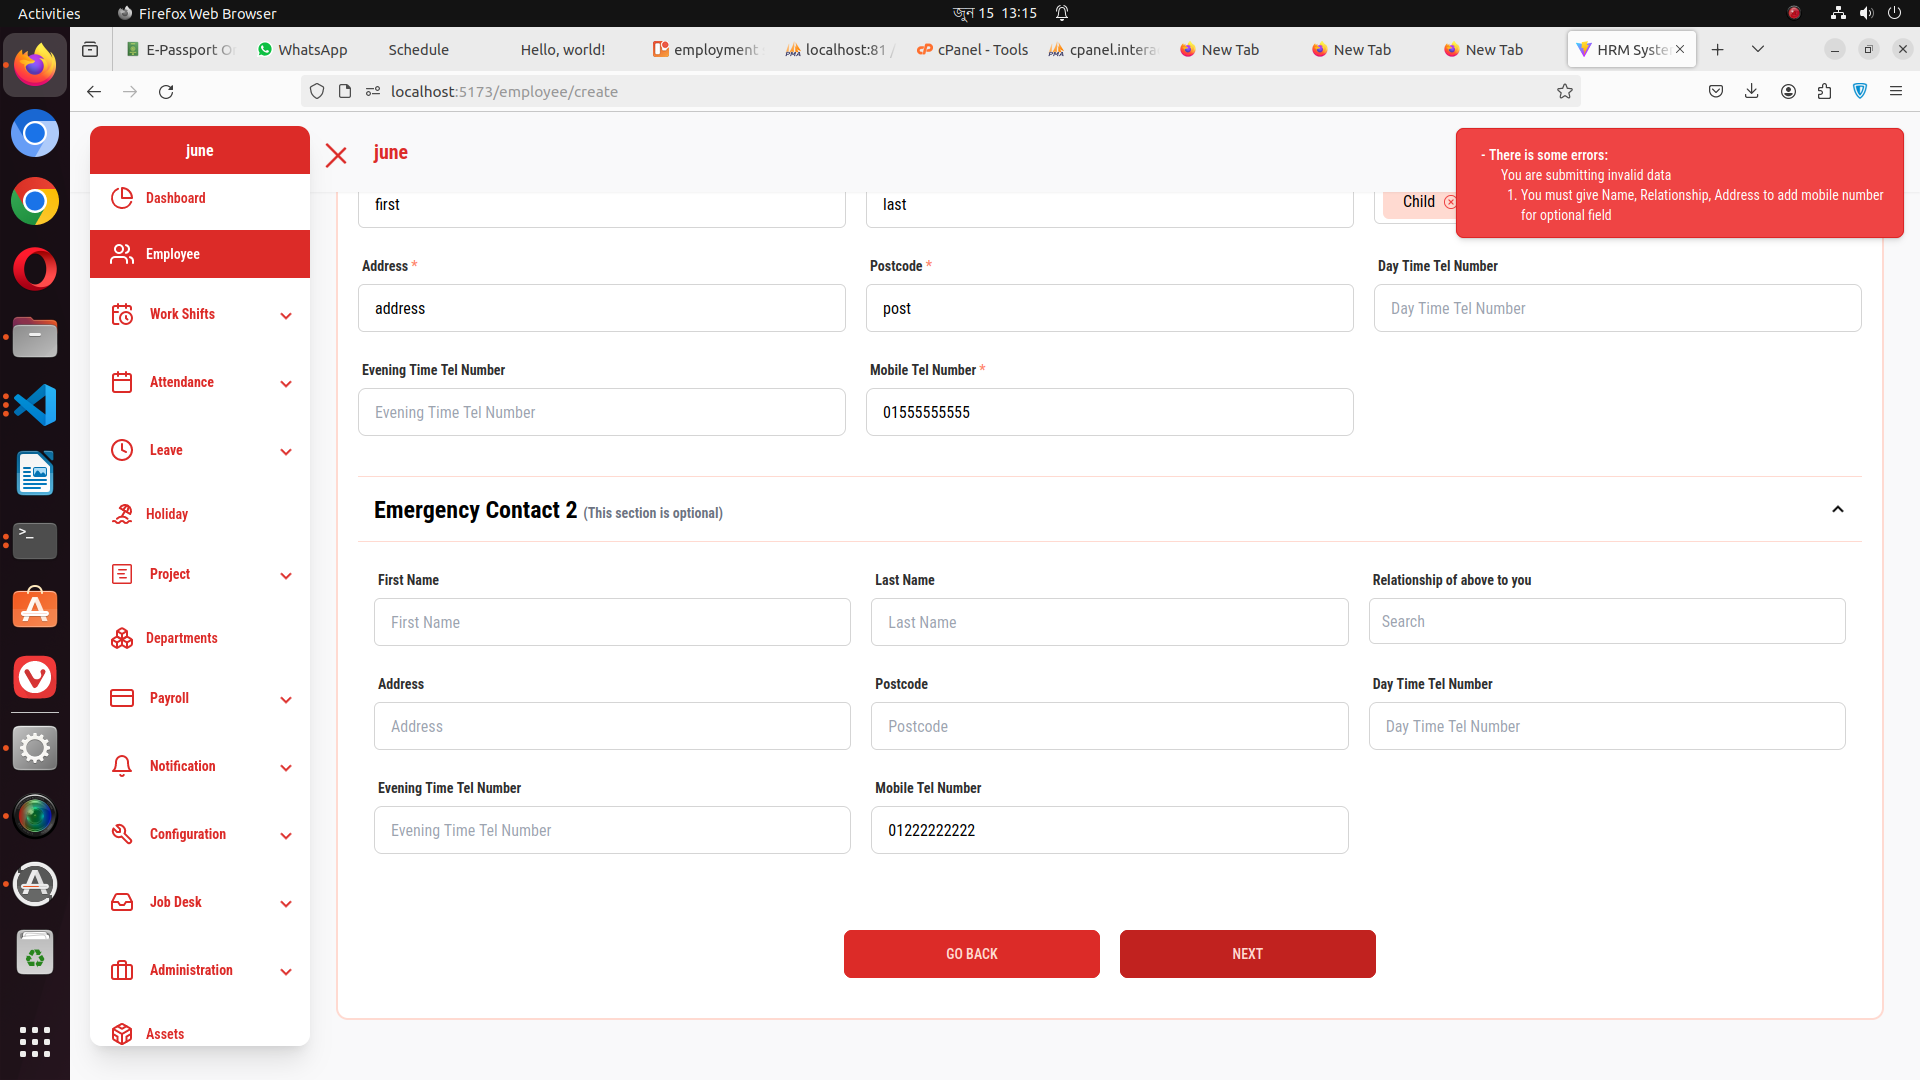 Activities
Firefox Web Browser
জুন 15 13:15
E-Passport
WhatsApp
Schedule
Hello, world!
employment
localhost:81 /
cPanel - Tools
cpanel.intera
New Tab
New Tab
New Tab
HRM Syste
localhost:5173/employee/create
june
Dashboard
Employee
Work Shifts
Attendance
Leave
Holiday
Project
Departments
Payroll
Notification
Configuration
Job Desk
Administration
Assets
june
- There is some errors:
You are submitting invalid data
1. You must give Name, Relationship, Address to add mobile number
for optional field
first
last
Child
Address *
Postcode *
Day Time Tel Number
address
post
Day Time Tel Number
Evening Time Tel Number
Mobile Tel Number *
Evening Time Tel Number
01555555555
Emergency Contact 2 (This section is optional)
First Name
Last Name
Relationship of above to you
First Name
Last Name
Search
Address
Postcode
Day Time Tel Number
Address
Postcode
Day Time Tel Number
Evening Time Tel Number
Mobile Tel Number
Evening Time Tel Number
01222222222
GO BACK
NEXT